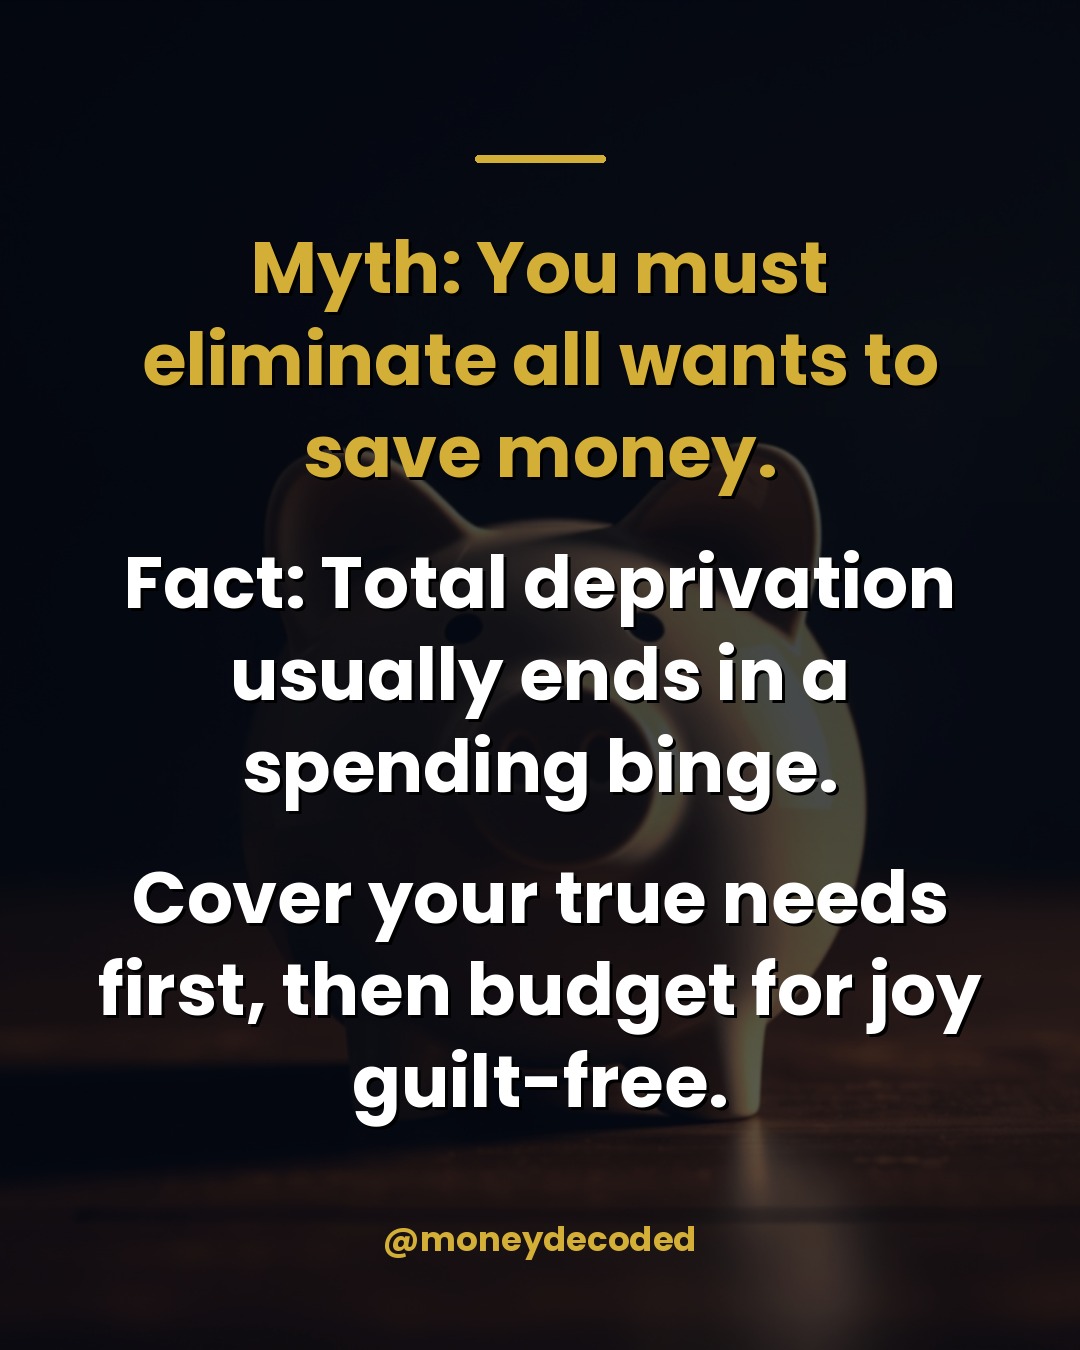 Myth: You must
eliminate all wants to
save money.
Fact: Total deprivation
usually ends in a
spending binge.
Cover your true needs
first, then budget for joy
guilt-free.
@moneydecoded